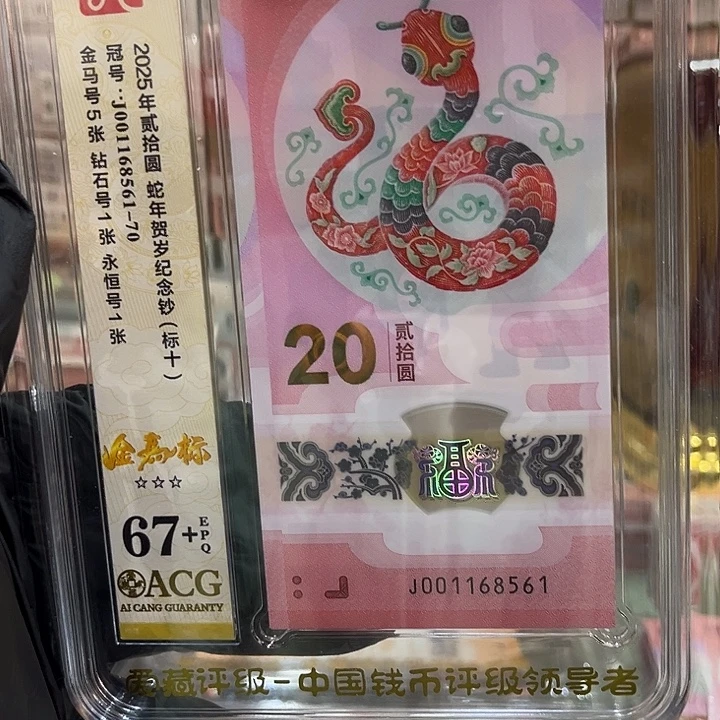 2025年贰拾圆 蛇年贺岁纪念钞(标十)
冠号:J001168561-70
金马号5张 钻石号1张 永恒号1张
金马标
☆☆☆
67+EPQ
ACG
AI CANG GUARANTY
20
贰拾圆
福
J001168561
爱藏评级-中国钱币评级领导者